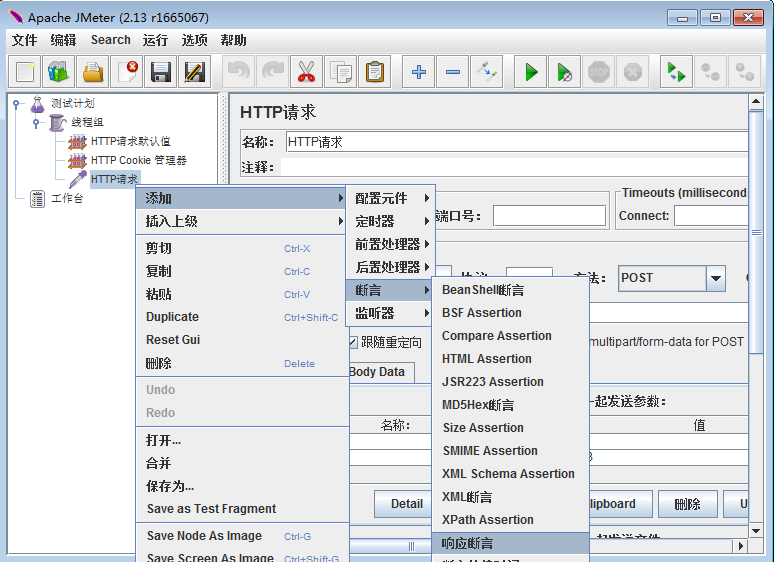 Apache JMeter (2.13 r1665067)
文件 编辑 Search 运行 选项 帮助
测试计划
线程组
HTTP请求默认值
HTTP Cookie 管理器
HTTP请求
工作台
HTTP请求
名称: HTTP请求
注释:
添加
插入上级
剪切 Ctrl-X
复制 Ctrl-C
粘贴 Ctrl-V
Duplicate Ctrl+Shift-C
Reset Gui
删除 Delete
Undo
Redo
打开...
合并
保存为...
Save as Test Fragment
Save Node As Image Ctrl-G
Save Screen As Image Ctrl+Shift-G
配置元件
定时器
前置处理器
后置处理器
断言
监听器
BeanShell断言
BSF Assertion
Compare Assertion
HTML Assertion
JSR223 Assertion
MD5Hex断言
Size Assertion
SMIME Assertion
XML Schema Assertion
XML断言
XPath Assertion
响应断言
端口号:
Timeouts (millisecond
Connect:
POST
跟随重定向
multipart/form-data for POST
Body Data
起发送参数:
名称:
值
Detail
lipboard
删除